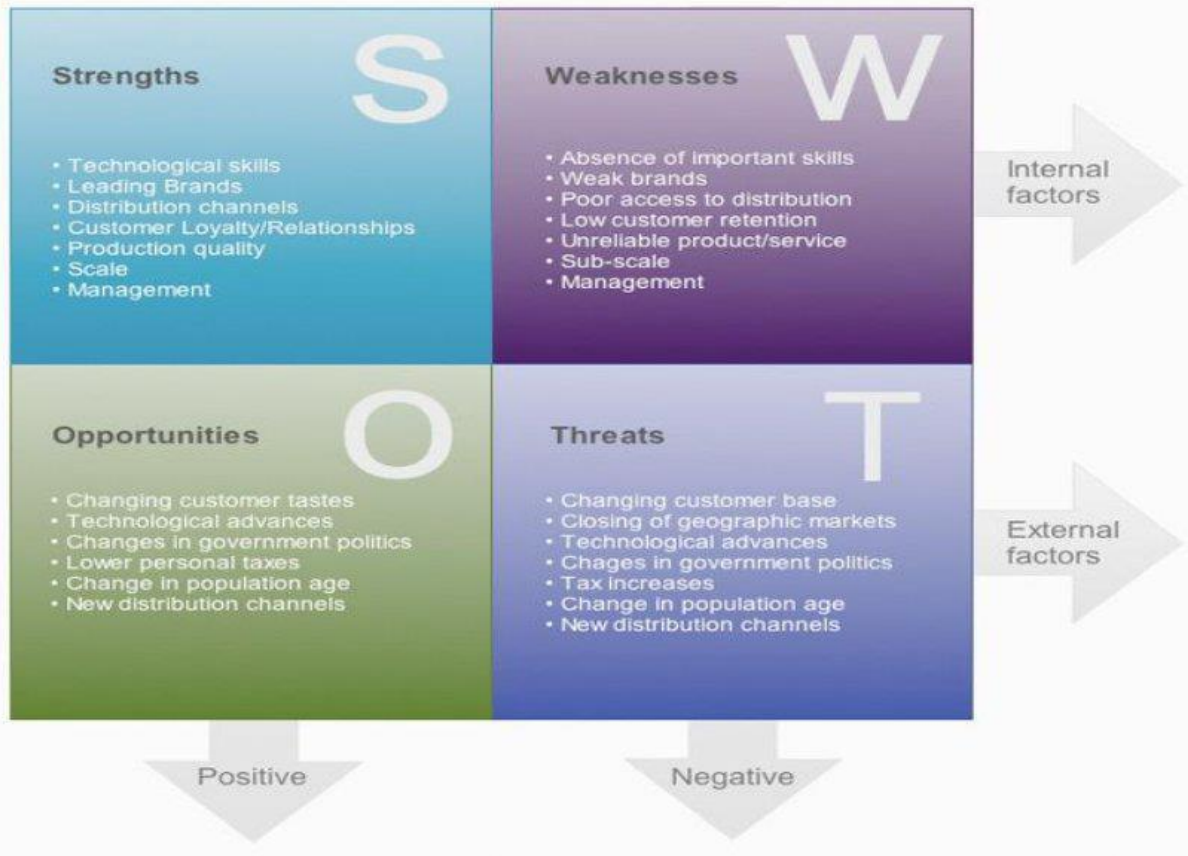 Strengths
S
• Technological skills
• Leading Brands
• Distribution channels
• Customer Loyalty/Relationships
• Production quality
• Scale
• Management
Weaknesses
W
• Absence of important skills
• Weak brands
• Poor access to distribution
• Low customer retention
• Unreliable product/service
• Sub-scale
• Management
Internal
factors
Opportunities
O
• Changing customer tastes
• Technological advances
• Changes in government politics
• Lower personal taxes
• Change in population age
• New distribution channels
Threats
T
• Changing customer base
• Closing of geographic markets
• Technological advances
• Chages in government politics
• Tax increases
• Change in population age
• New distribution channels
External
factors
Positive
Negative